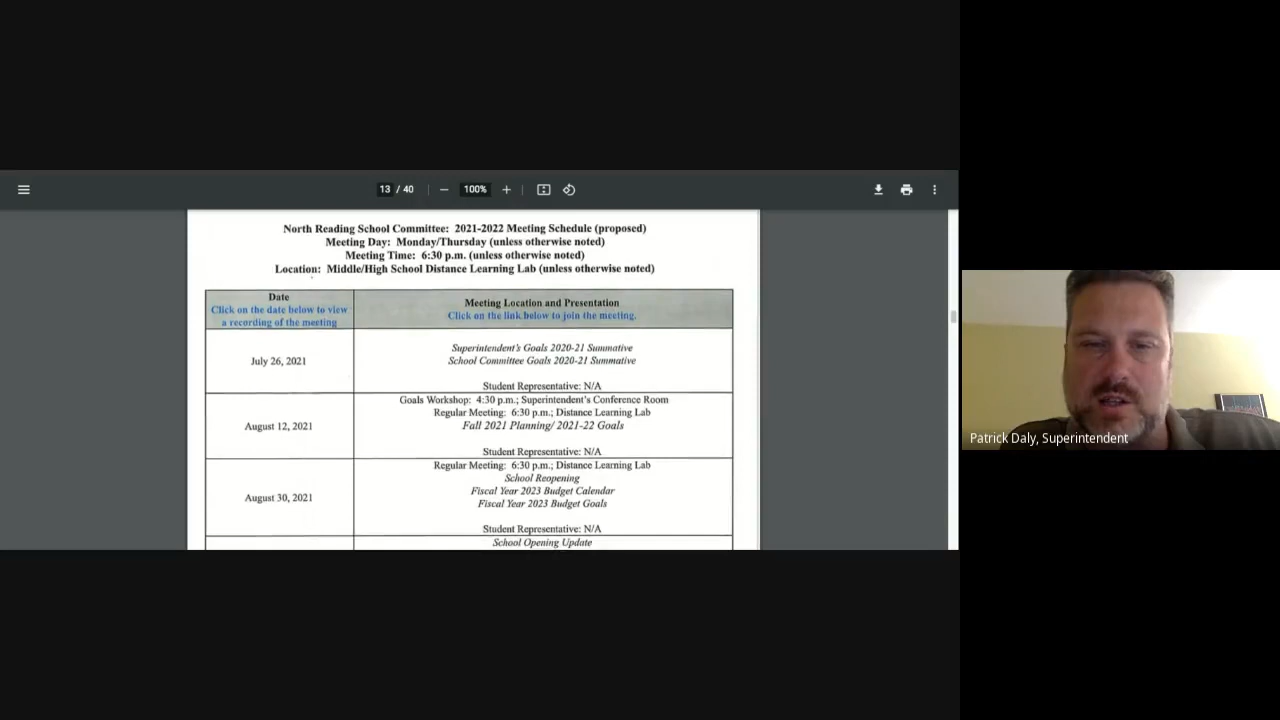 13 / 40
100%
North Reading School Committee: 2021-2022 Meeting Schedule (proposed)
Meeting Day: Monday/Thursday (unless otherwise noted)
Meeting Time: 6:30 p.m. (unless otherwise noted)
Location: Middle/High School Distance Learning Lab (unless otherwise noted)
Date
Click on the date below to view
a recording of the meeting
Meeting Location and Presentation
Click on the link below to join the meeting.
July 26, 2021
Superintendent's Goals 2020-21 Summative
School Committee Goals 2020-21 Summative
Student Representative: N/A
August 12, 2021
Goals Workshop: 4:30 p.m.; Superintendent's Conference Room
Regular Meeting: 6:30 p.m.; Distance Learning Lab
Fall 2021 Planning/ 2021-22 Goals
Student Representative: N/A
August 30, 2021
Regular Meeting: 6:30 p.m.; Distance Learning Lab
School Reopening
Fiscal Year 2023 Budget Calendar
Fiscal Year 2023 Budget Goals
Student Representative: N/A
School Opening Update
Patrick Daly, Superintendent